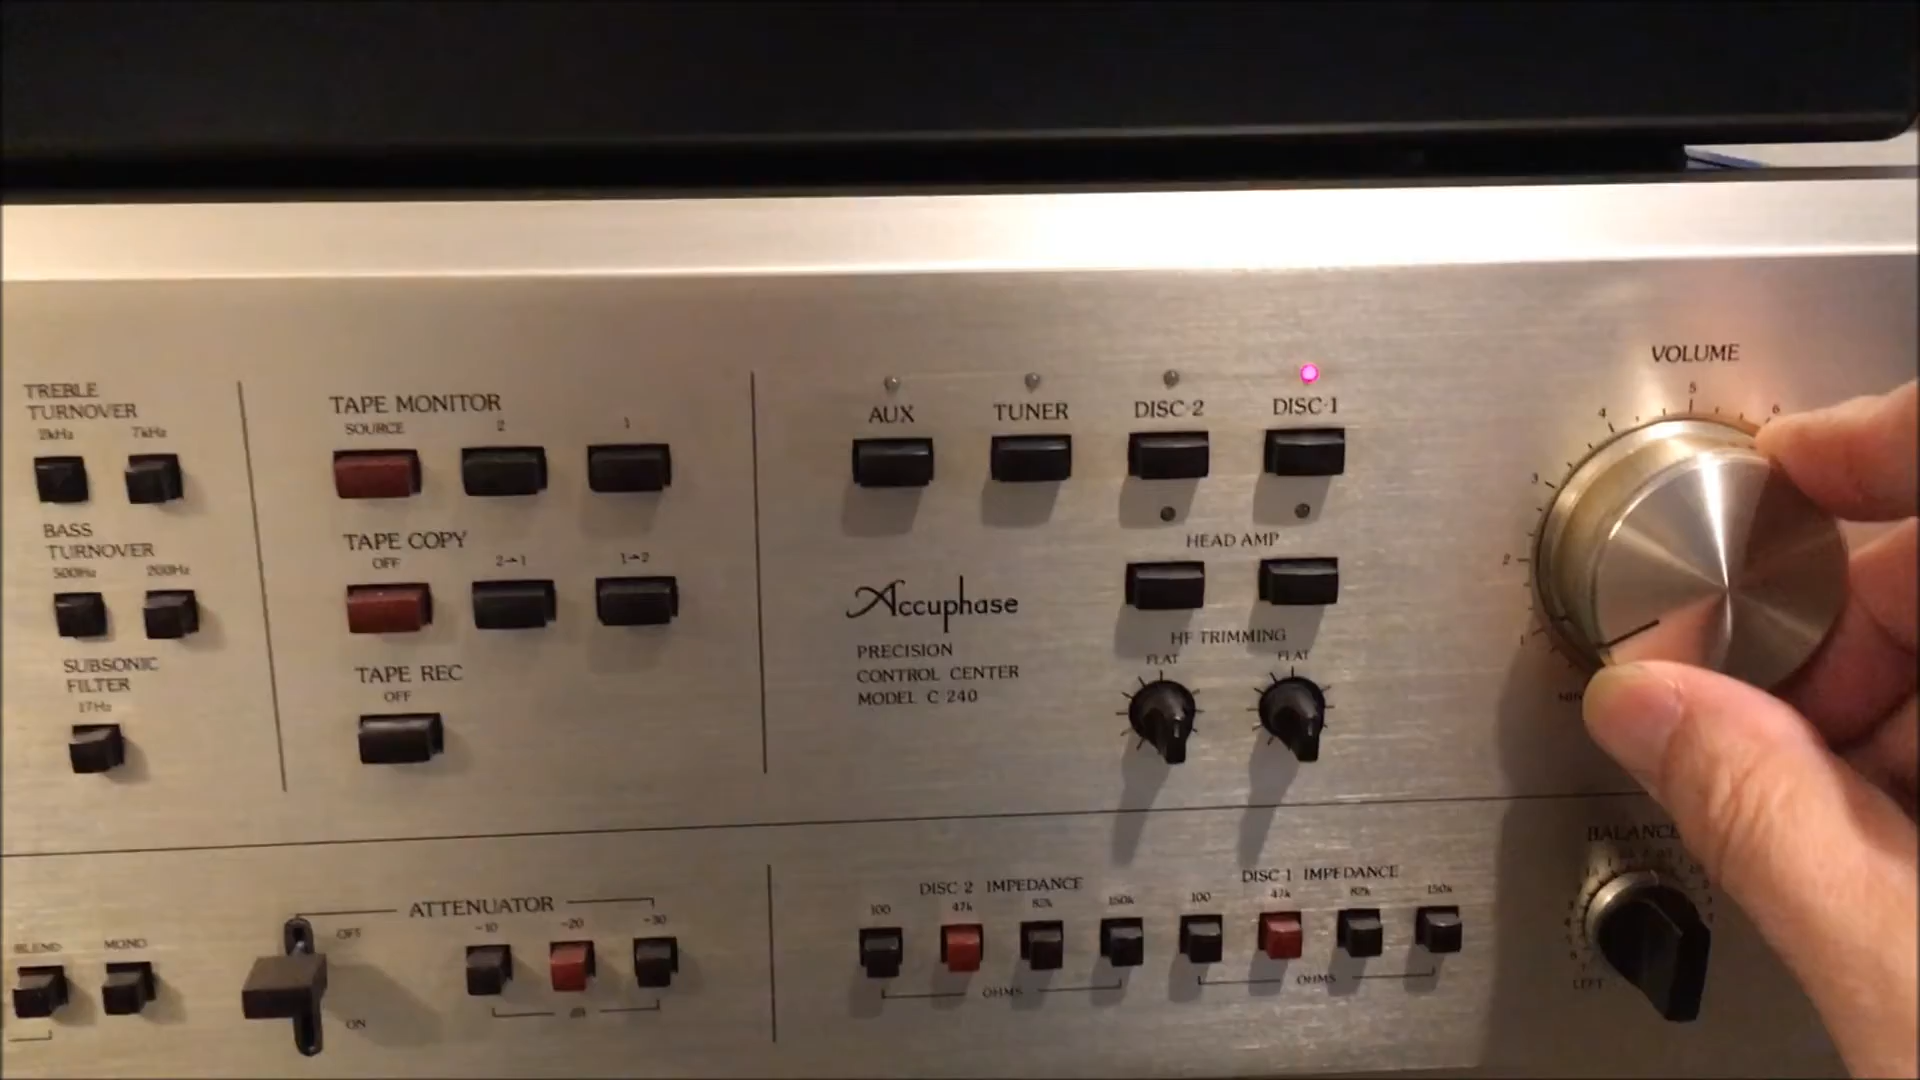 TREBLE
TURNOVER
2kHz 7kHz
BASS
TURNOVER
500Hz 200Hz
SUBSONIC
FILTER
17Hz
TAPE MONITOR
SOURCE 2 1
TAPE COPY
OFF 2→1 1→2
TAPE REC
OFF
AUX TUNER DISC-2 DISC-1
HEAD AMP
HF TRIMMING
FLAT FLAT
Accuphase
PRECISION
CONTROL CENTER
MODEL C 240
VOLUME
1 2 3 4 5 6
BLEND MONO
ATTENUATOR
OFF -10 -20 -30
ON dB
DISC 2 IMPEDANCE
100 47k 82k 150k
OHMS
DISC 1 IMPEDANCE
100 47k 82k 150k
OHMS
BALANCE
LEFT